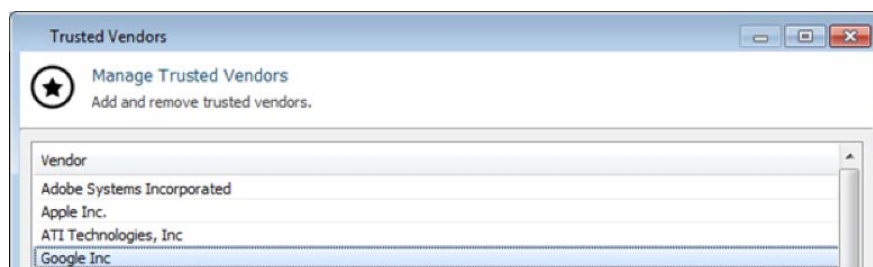 Trusted Vendors
Manage Trusted Vendors
Add and remove trusted vendors.
Vendor
Adobe Systems Incorporated
Apple Inc.
ATI Technologies, Inc
Google Inc